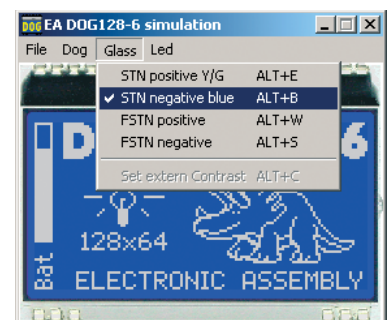 DOG EA DOG128-6 simulation
File Dog Glass Led
STN positive Y/G ALT+E
STN negative blue ALT+B
FSTN positive ALT+W
FSTN negative ALT+S
Set extern Contrast ALT+C
D 6
128x64
Bat
ELECTRONIC ASSEMBLY